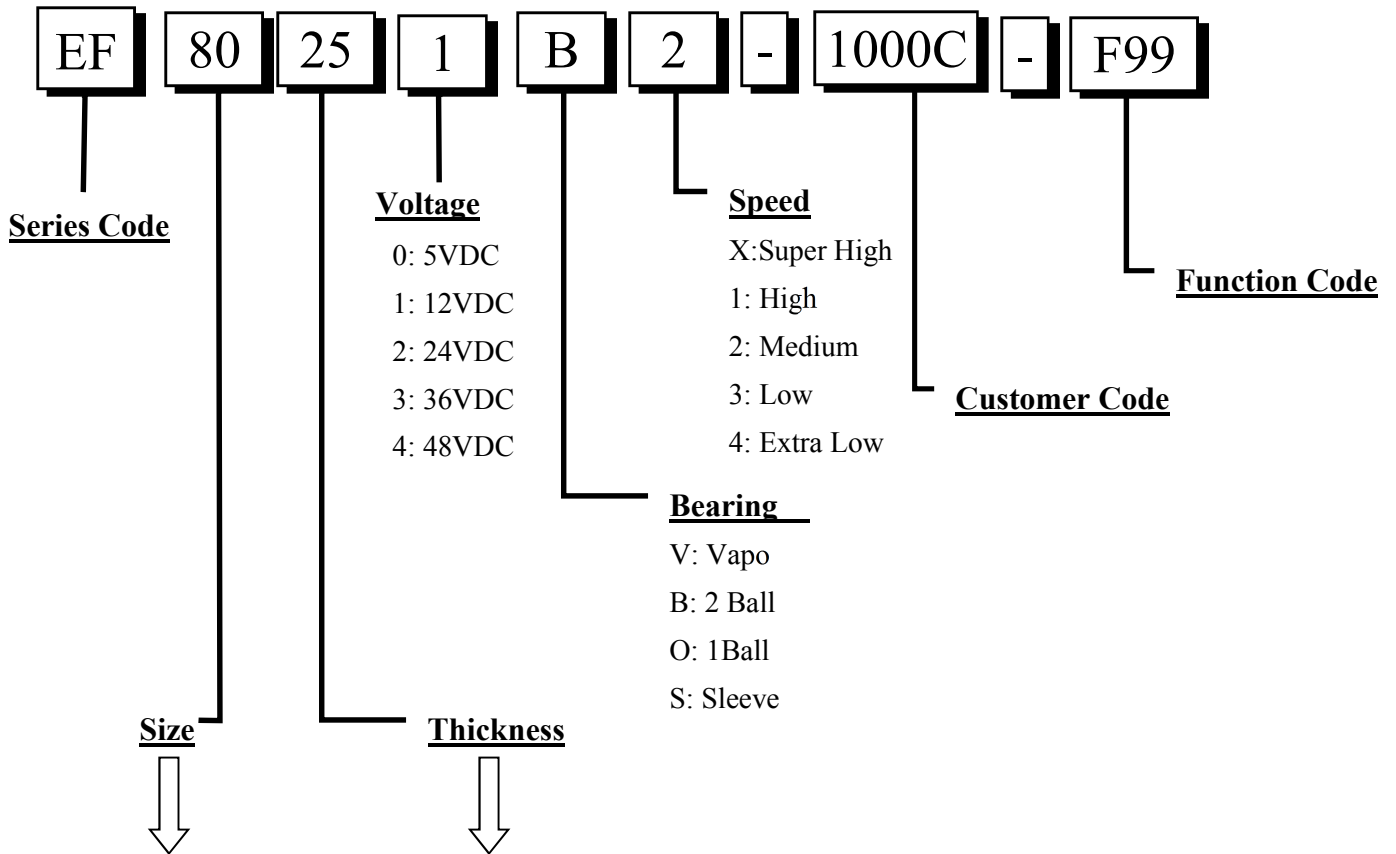 EF 80 25 1 B 2 - 1000C - F99
Series Code
Voltage
0: 5VDC
1: 12VDC
2: 24VDC
3: 36VDC
4: 48VDC
Speed
X:Super High
1: High
2: Medium
3: Low
4: Extra Low
Function Code
Customer Code
Bearing
V: Vapo
B: 2 Ball
O: 1Ball
S: Sleeve
Size
Thickness